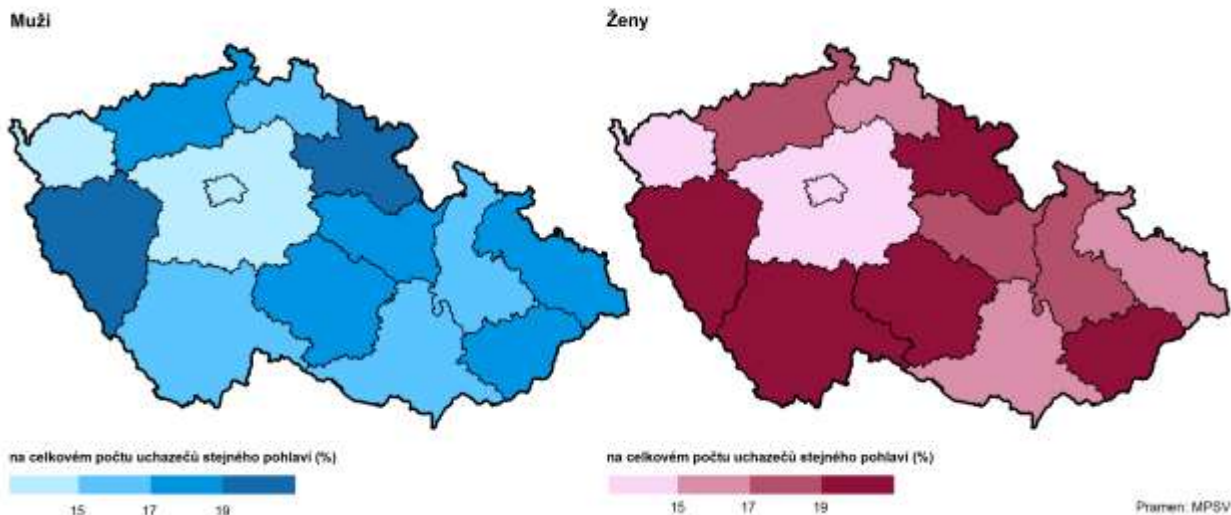 Muži
Ženy
na celkovém počtu uchazečů stejného pohlaví (%)
15 17 19
na celkovém počtu uchazečů stejného pohlaví (%)
15 17 19
Pramen: MPSV